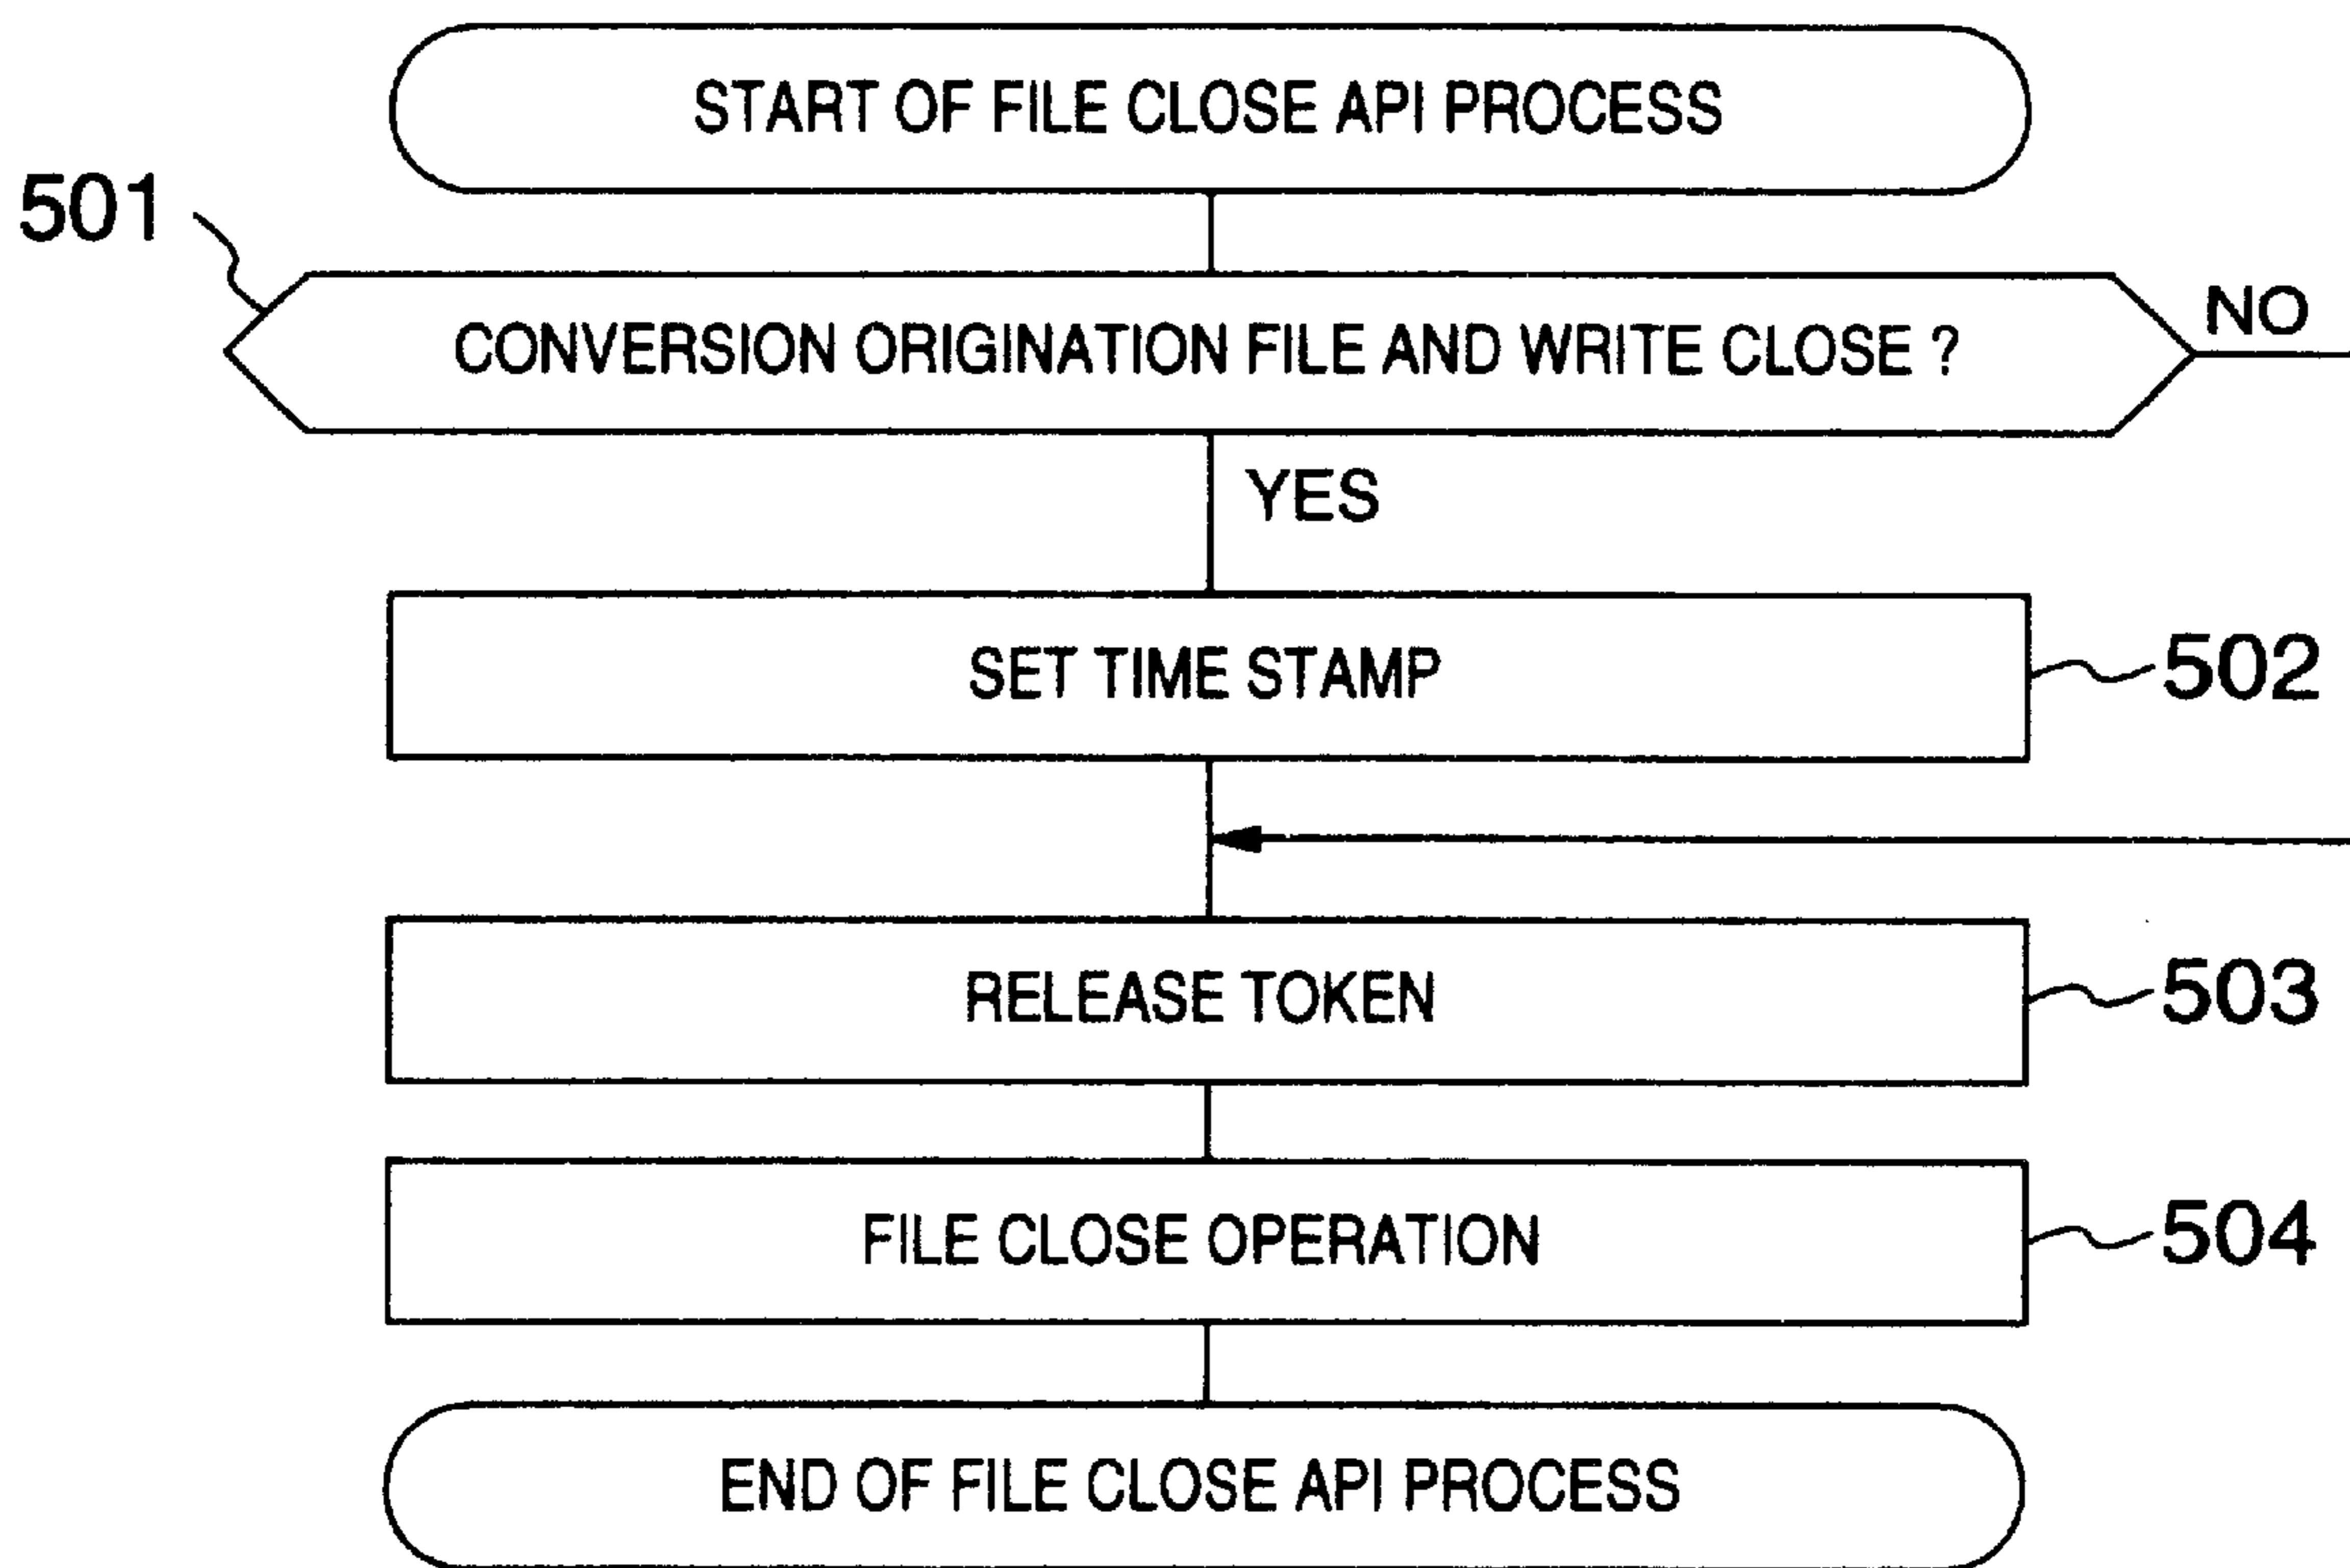 START OF FILE CLOSE API PROCESS
501
CONVERSION ORIGINATION FILE AND WRITE CLOSE ?
NO
YES
SET TIME STAMP
502
RELEASE TOKEN
503
FILE CLOSE OPERATION
504
END OF FILE CLOSE API PROCESS